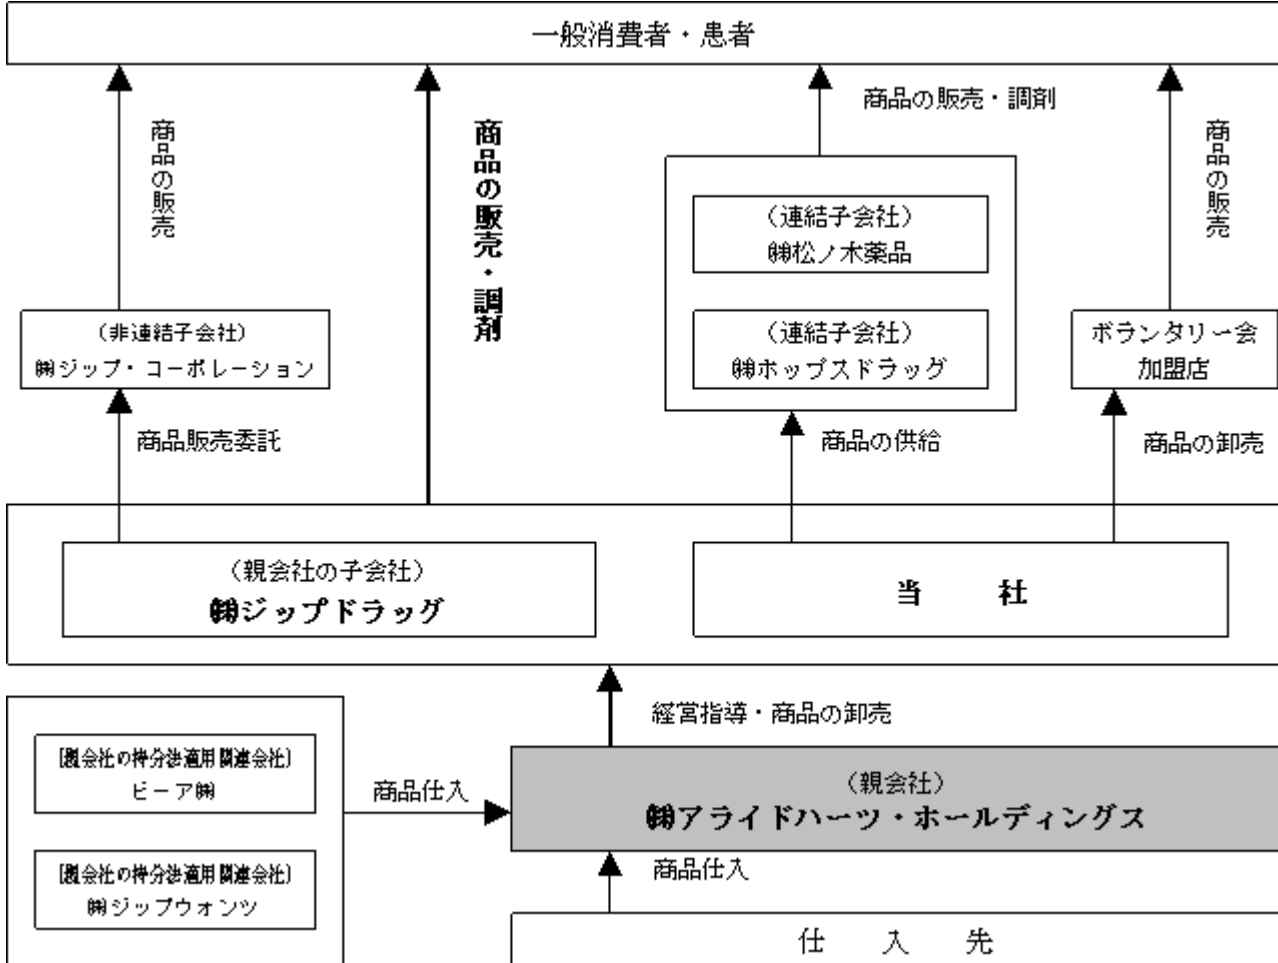 一般消費者・患者
商品の販売
商品の販売・調剤
商品の販売・調剤
商品の販売
（連結子会社）
㈱松ノ木薬品
（連結子会社）
㈱ホップスドラッグ
（非連結子会社）
㈱ジップ・コーポレーション
ボランタリー会
加盟店
商品販売委託
商品の供給
商品の卸売
（親会社の子会社）
㈱ジップドラッグ
当　　社
経営指導・商品の卸売
〔親会社の持分法適用関連会社〕
ビーア㈱
〔親会社の持分法適用関連会社〕
㈱ジップウォンツ
商品仕入
（親会社）
㈱アライドハーツ・ホールディングス
商品仕入
仕　入　先